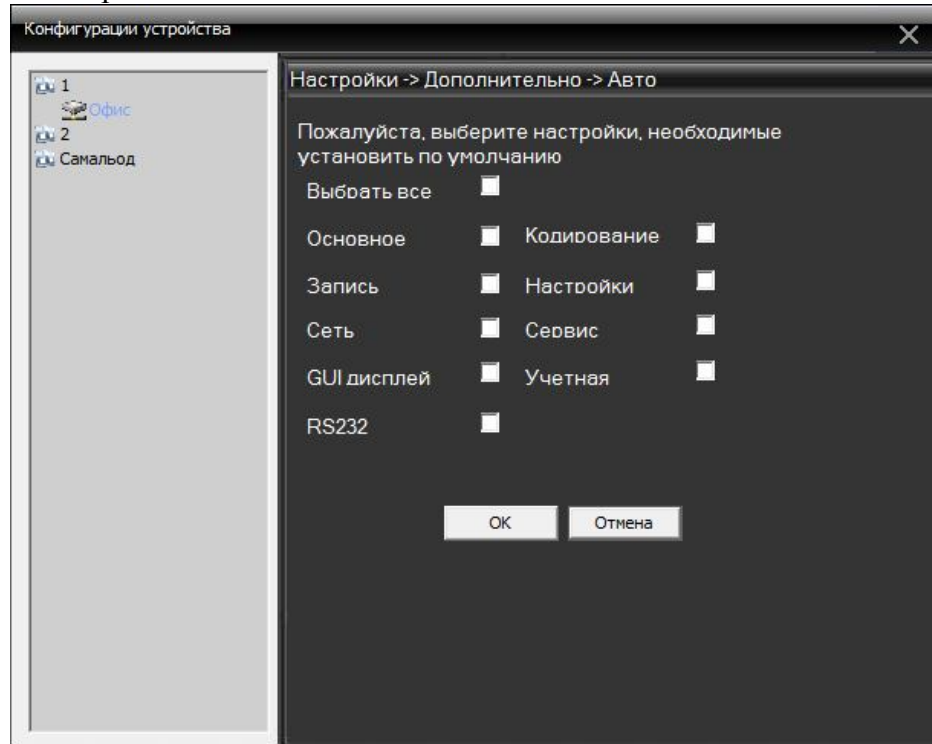 Конфигурации устройства
1
Офис
2
Самальод
Настройки -> Дополнительно -> Авто
Пожалуйста, выберите настройки, необходимые
установить по умолчанию
Выбрать все
Основное Кодирование
Запись Настройки
Сеть Сервис
GUI дисплей Учетная
RS232
OK Отмена